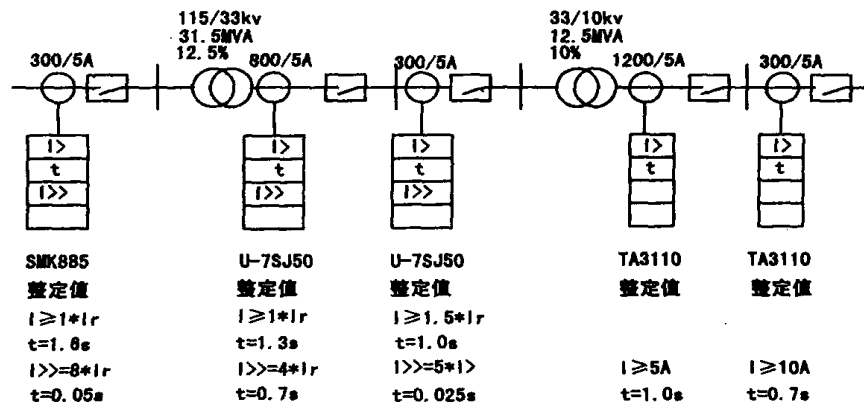 115/33kv
31.5MVA
12.5%
33/10kv
12.5MVA
10%
300/5A
800/5A
300/5A
1200/5A
300/5A
I>
t
I>>
I>
t
I>>
I>
t
I>>
I>
t
I>
t
SMK885 U-7SJ50 U-7SJ50 TA3110 TA3110
整定值 整定值 整定值 整定值 整定值
I≥1*Ir I≥1*Ir I≥1.5*Ir
t=1.6s t=1.3s t=1.0s
I>>=8*Ir I>>=4*Ir I>>=5*I> I≥5A I≥10A
t=0.05s t=0.7s t=0.025s t=1.0s t=0.7s